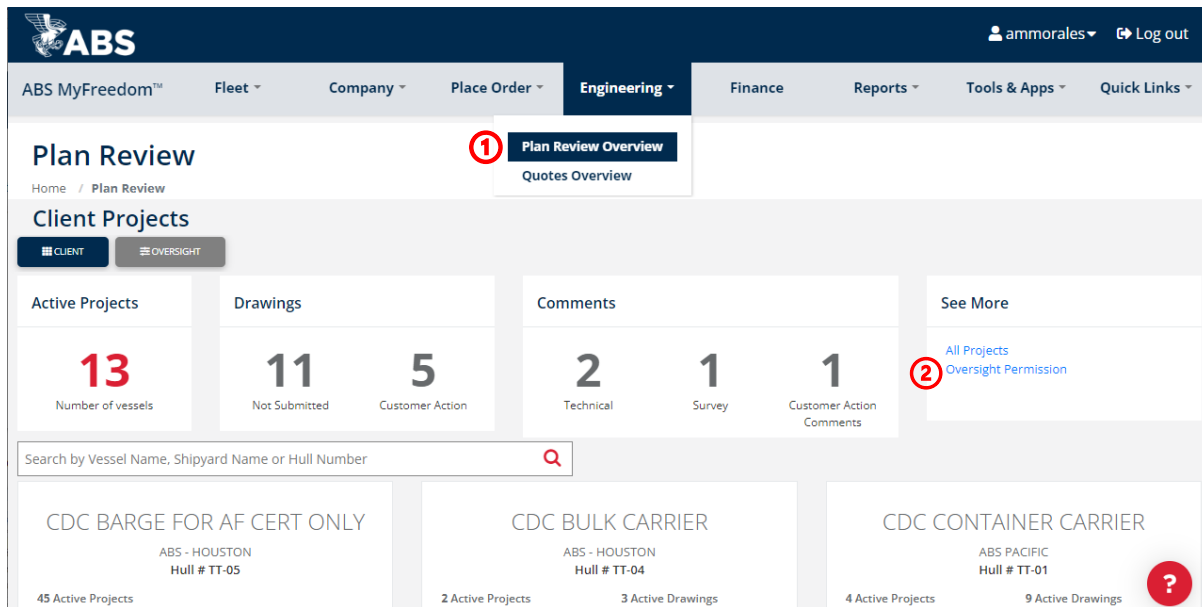 ABS
ammorales
Log out
ABS MyFreedom™
Fleet
Company
Place Order
Engineering
Finance
Reports
Tools & Apps
Quick Links
1
Plan Review Overview
Quotes Overview
Plan Review
Home / Plan Review
Client Projects
CLIENT
OVERSIGHT
Active Projects
13
Number of vessels
Drawings
11
Not Submitted
5
Customer Action
Comments
2
Technical
1
Survey
1
Customer Action
Comments
See More
All Projects
2
Oversight Permission
Search by Vessel Name, Shipyard Name or Hull Number
CDC BARGE FOR AF CERT ONLY
ABS - HOUSTON
Hull # TT-05
45 Active Projects
CDC BULK CARRIER
ABS - HOUSTON
Hull # TT-04
2 Active Projects
3 Active Drawings
CDC CONTAINER CARRIER
ABS PACIFIC
Hull # TT-01
4 Active Projects
9 Active Drawings
?